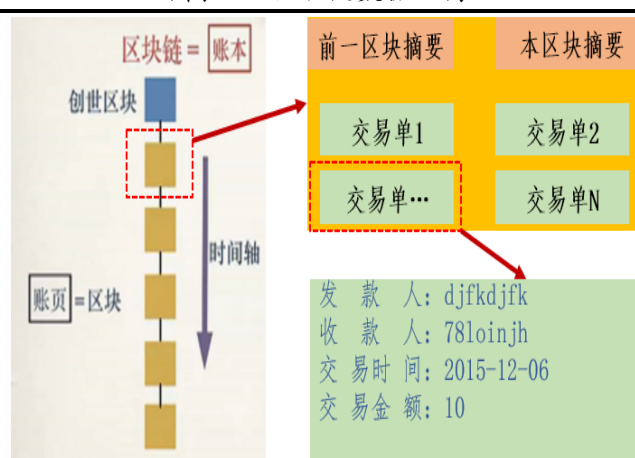 区块链= 账本
创世区块
时间轴
账页=区块
前一区块摘要
本区块摘要
交易单1
交易单2
交易单…
交易单N
发 款 人: djfkdjfk
收 款 人: 78loinjh
交 易时 间: 2015-12-06
交 易金 额: 10